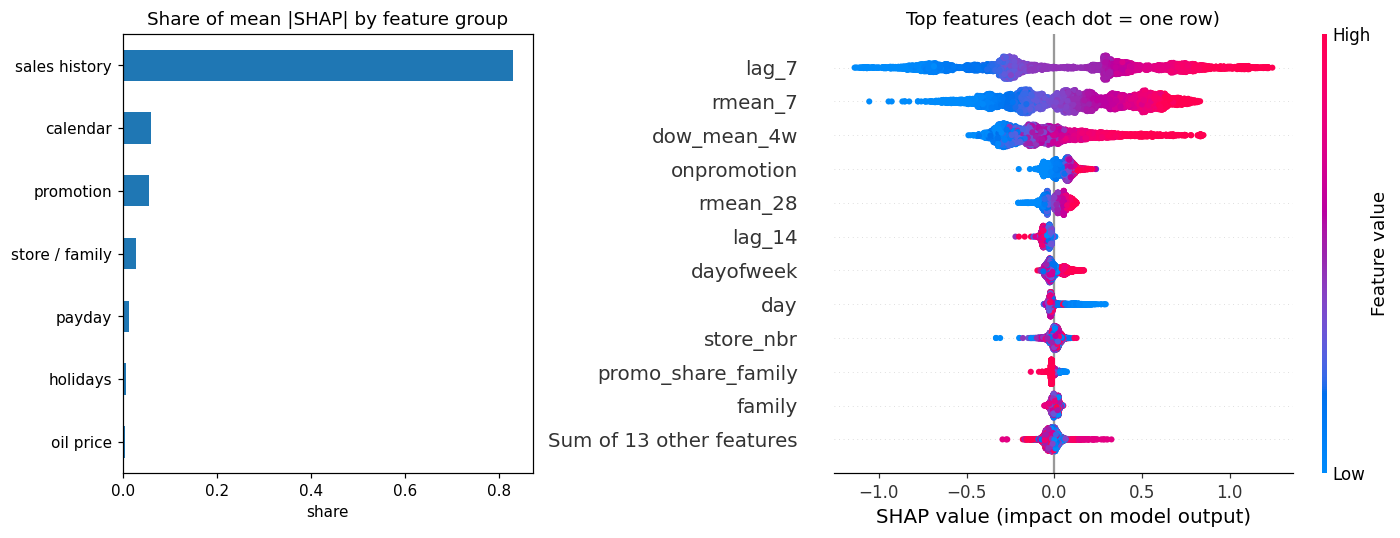 Share of mean |SHAP| by feature group
sales history
calendar
promotion
store / family
payday
holidays
oil price
0.0 0.2 0.4 0.6 0.8
share
Top features (each dot = one row)
lag_7
rmean_7
dow_mean_4w
onpromotion
rmean_28
lag_14
dayofweek
day
store_nbr
promo_share_family
family
Sum of 13 other features
−1.0 −0.5 0.0 0.5 1.0
SHAP value (impact on model output)
High
Feature value
Low